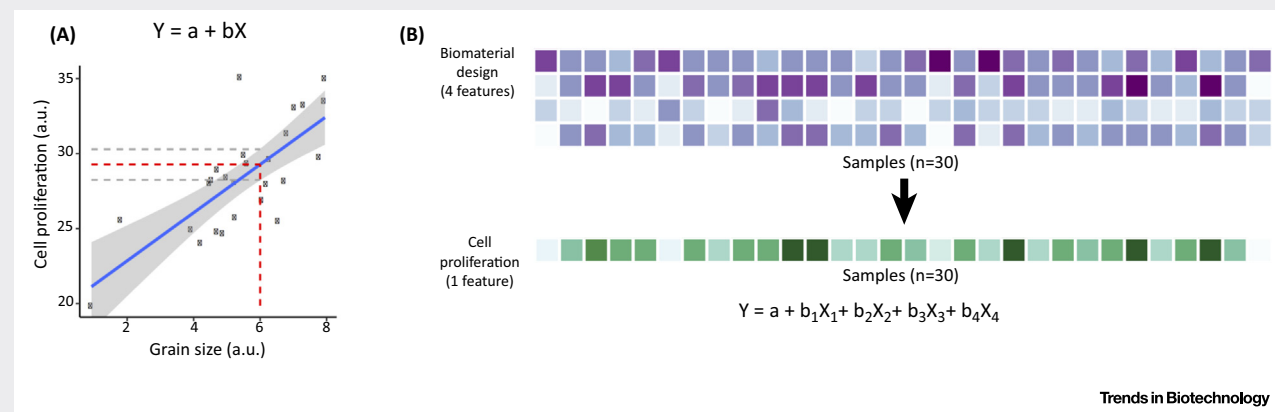 (A)
Y = a + bX
Cell proliferation (a.u.)
35
30
25
20
2 4 6 8
Grain size (a.u.)
(B)
Biomaterial
design
(4 features)
Samples (n=30)
Cell
proliferation
(1 feature)
Samples (n=30)
Y = a + b₁X₁+ b₂X₂+ b₃X₃+ b₄X₄
Trends in Biotechnology